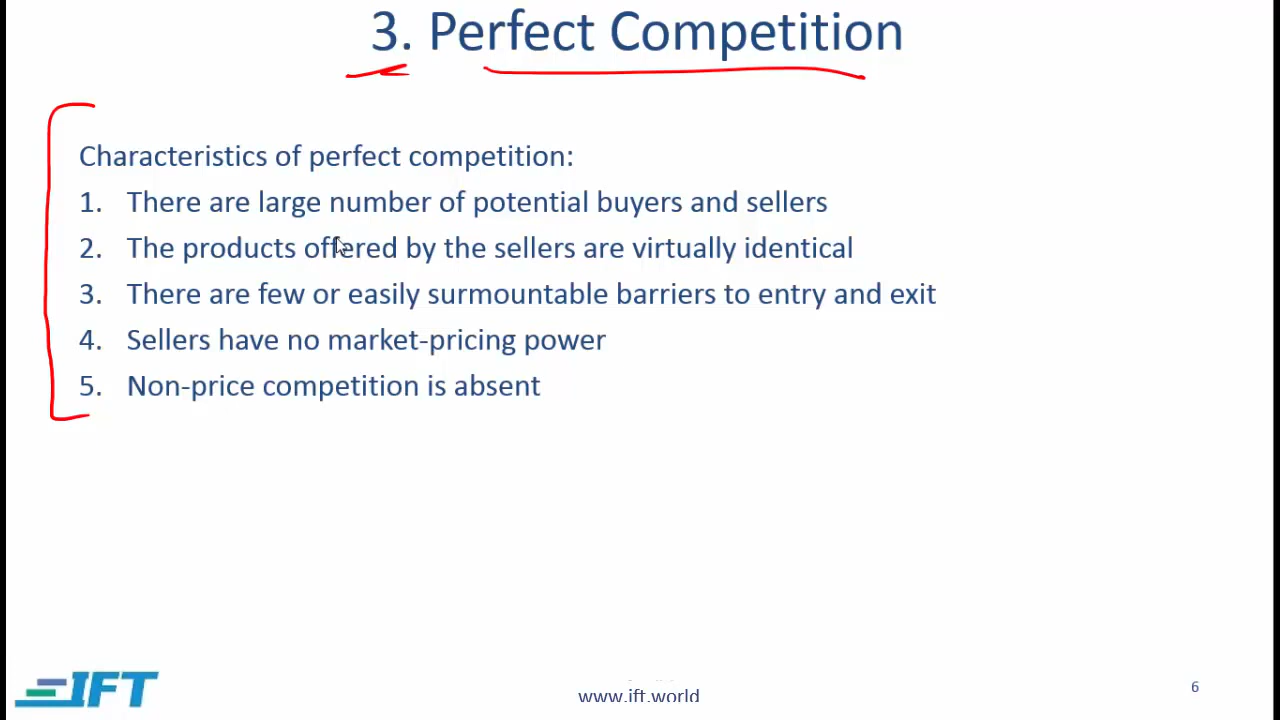 3. Perfect Competition
Characteristics of perfect competition:
1. There are large number of potential buyers and sellers
2. The products offered by the sellers are virtually identical
3. There are few or easily surmountable barriers to entry and exit
4. Sellers have no market-pricing power
5. Non-price competition is absent
IFT
www.ift.world
6